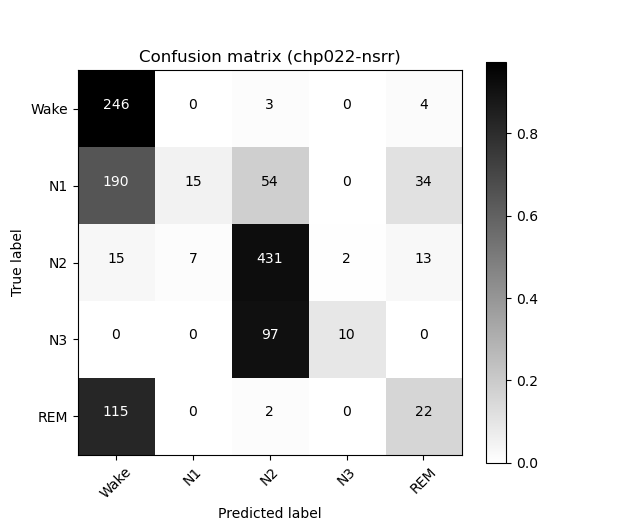 Confusion matrix (chp022-nsrr)
Wake 246 0 3 0 4
N1 190 15 54 0 34
N2 15 7 431 2 13
N3 0 0 97 10 0
REM 115 0 2 0 22
Wake N1 N2 N3 REM
Predicted label
True label
0.8
0.6
0.4
0.2
0.0